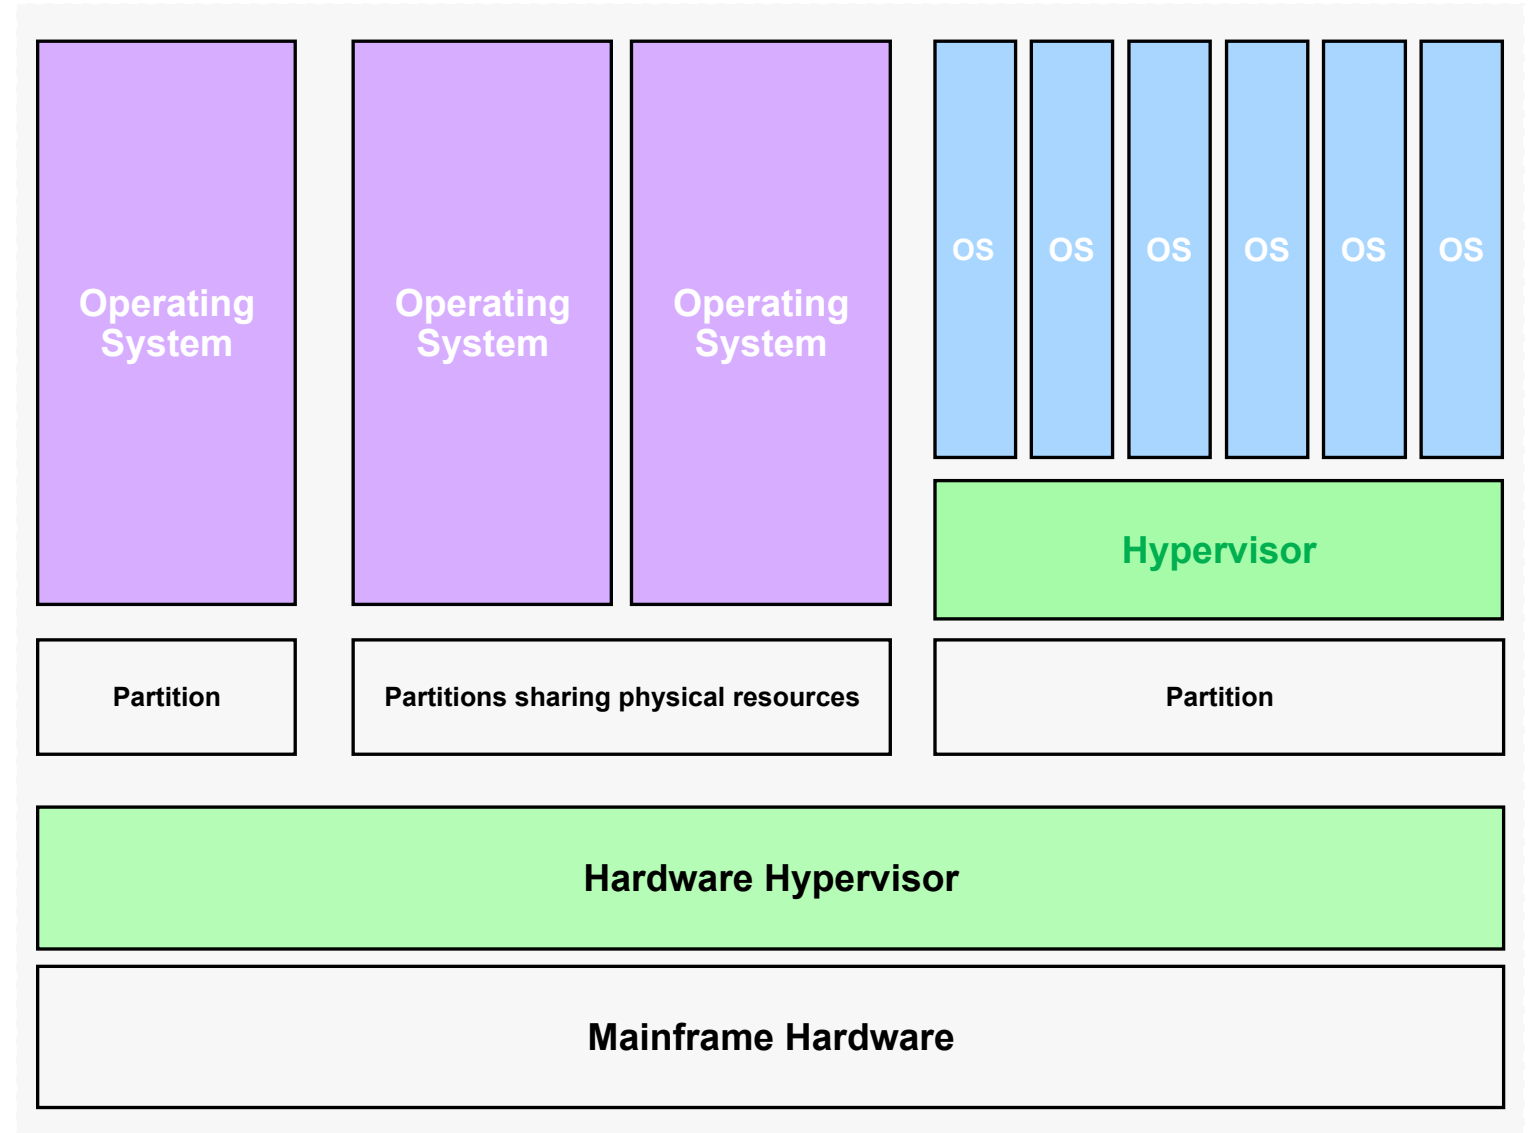 Operating
System
Operating
System
Operating
System
OS
OS
OS
OS
OS
OS
Hypervisor
Partition
Partitions sharing physical resources
Partition
Hardware Hypervisor
Mainframe Hardware